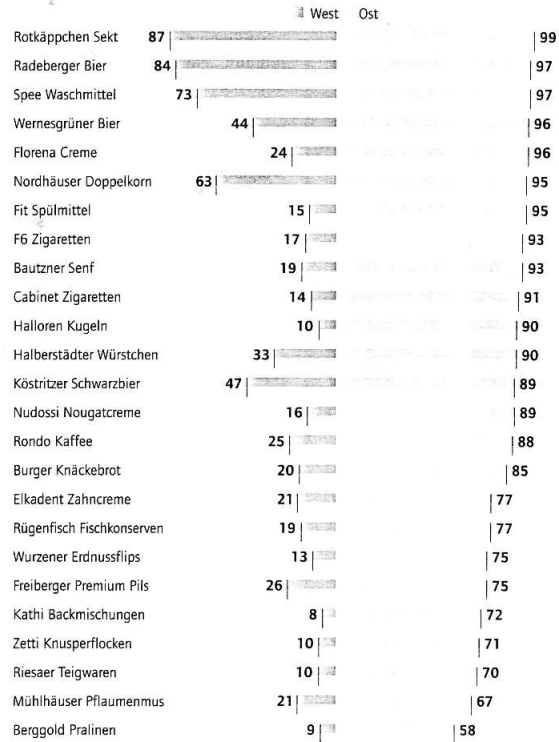 West Ost
Rotkäppchen Sekt 87 99
Radeberger Bier 84 97
Spee Waschmittel 73 97
Wernesgrüner Bier 44 96
Florena Creme 24 96
Nordhäuser Doppelkorn 63 95
Fit Spülmittel 15 95
F6 Zigaretten 17 93
Bautzner Senf 19 93
Cabinet Zigaretten 14 91
Halloren Kugeln 10 90
Halberstädter Würstchen 33 90
Köstritzer Schwarzbier 47 89
Nudossi Nougatcreme 16 89
Rondo Kaffee 25 88
Burger Knäckebrot 20 85
Elkadent Zahncreme 21 77
Rügenfisch Fischkonserven 19 77
Wurzener Erdnussflips 13 75
Freiberger Premium Pils 26 75
Kathi Backmischungen 8 72
Zetti Knusperflocken 10 71
Riesaer Teigwaren 10 70
Mühlhäuser Pflaumenmus 21 67
Berggold Pralinen 9 58